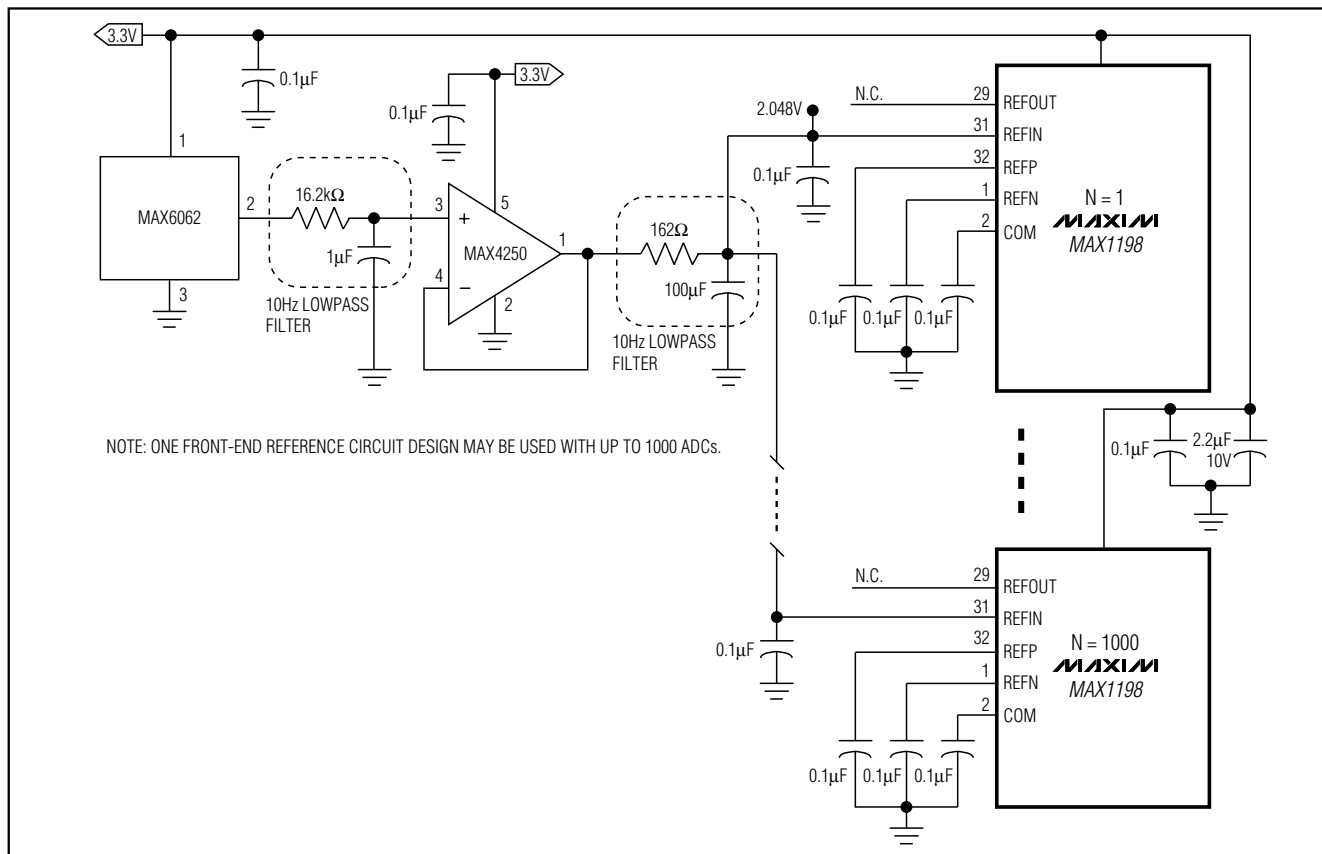 3.3V
0.1µF
3.3V
0.1µF
1
MAX6062
2
3
16.2kΩ
1µF
10Hz LOWPASS
FILTER
3
+
4
−
5
MAX4250
1
2
162Ω
100µF
10Hz LOWPASS
FILTER
2.048V
0.1µF
N.C.
29
REFOUT
31
REFIN
32
REFP
1
REFN
2
COM
N = 1
MAXIM
MAX1198
0.1µF
0.1µF
0.1µF
NOTE: ONE FRONT-END REFERENCE CIRCUIT DESIGN MAY BE USED WITH UP TO 1000 ADCs.
0.1µF
2.2µF
10V
N.C.
29
REFOUT
31
REFIN
32
REFP
1
REFN
2
COM
N = 1000
MAXIM
MAX1198
0.1µF
0.1µF
0.1µF
0.1µF